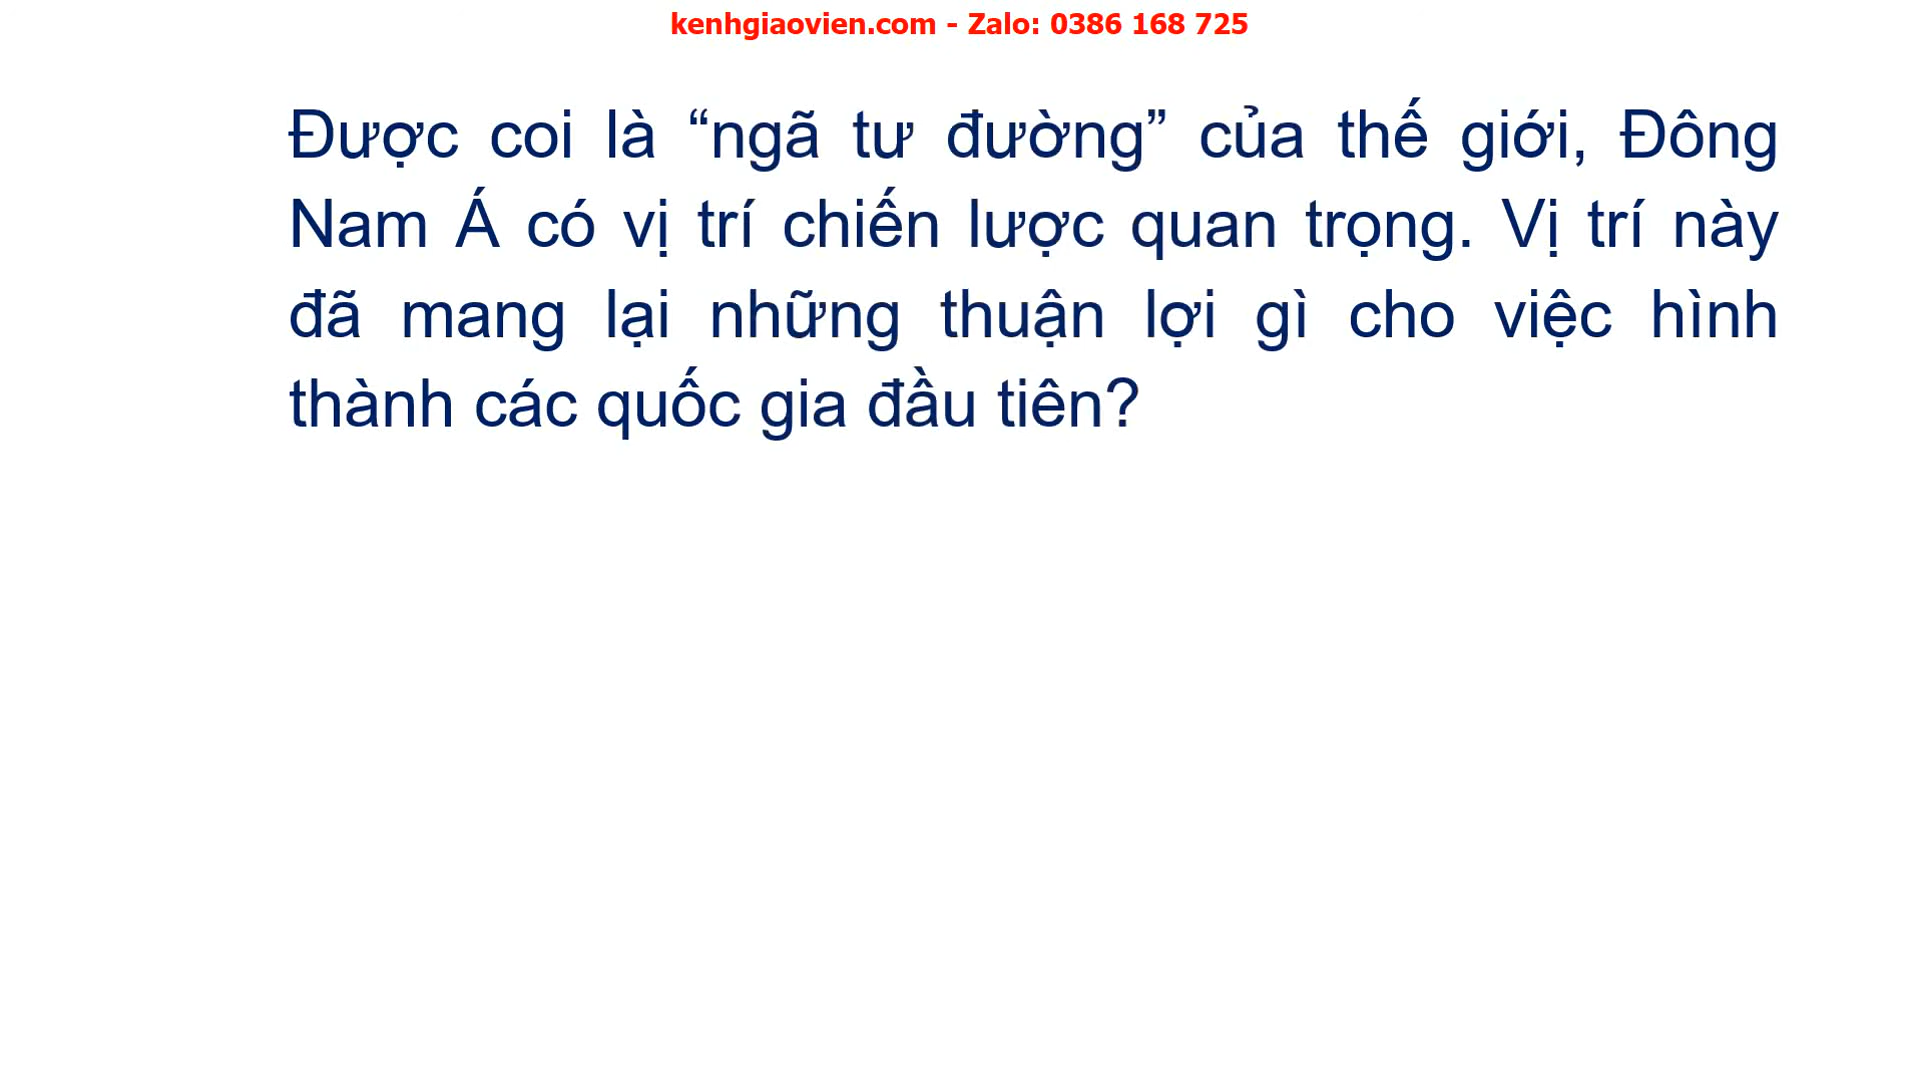 kenhgiaovien.com - Zalo: 0386 168 725
Được coi là “ngã tư đường” của thế giới, Đông
Nam Á có vị trí chiến lược quan trọng. Vị trí này
đã mang lại những thuận lợi gì cho việc hình
thành các quốc gia đầu tiên?